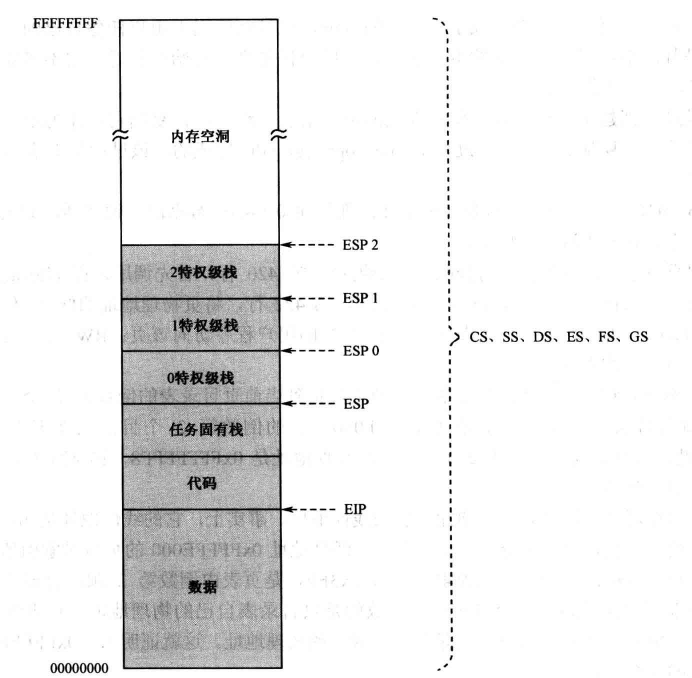 FFFFFFFF
内存空洞
ESP 2
2特权级栈
ESP 1
1特权级栈
ESP 0
CS、SS、DS、ES、FS、GS
0特权级栈
ESP
任务固有栈
代码
EIP
数据
00000000